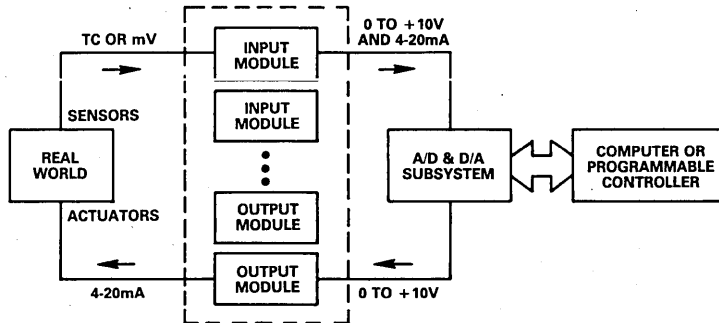 TC OR mV
0 TO +10V
AND 4-20mA
INPUT
MODULE
INPUT
MODULE
SENSORS
REAL
WORLD
A/D & D/A
SUBSYSTEM
COMPUTER OR
PROGRAMMABLE
CONTROLLER
ACTUATORS
OUTPUT
MODULE
OUTPUT
MODULE
4-20mA
0 TO +10V